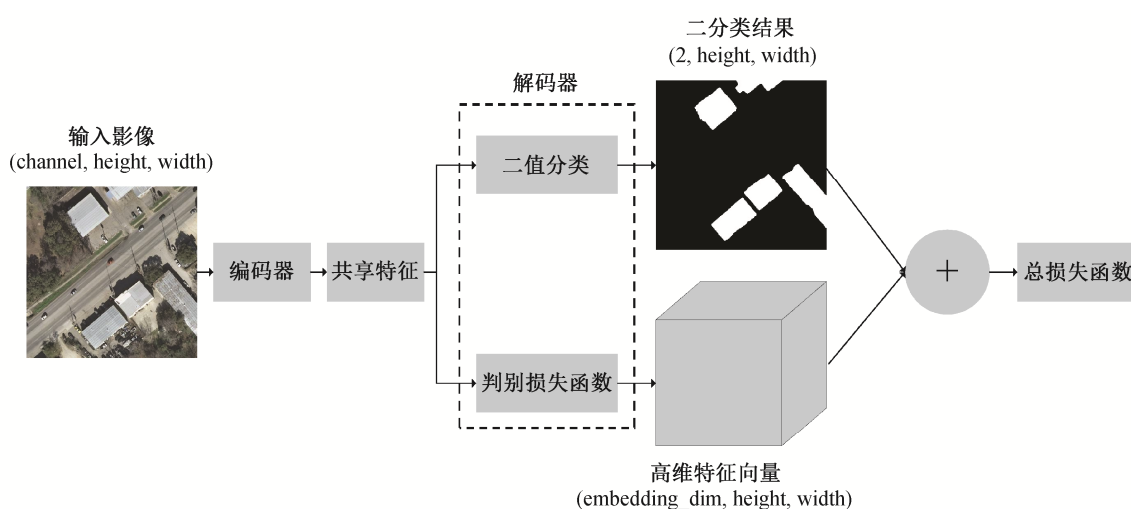 输入影像
(channel, height, width)
编码器
共享特征
解码器
二值分类
判别损失函数
二分类结果
(2, height, width)
高维特征向量
(embedding_dim, height, width)
+
总损失函数